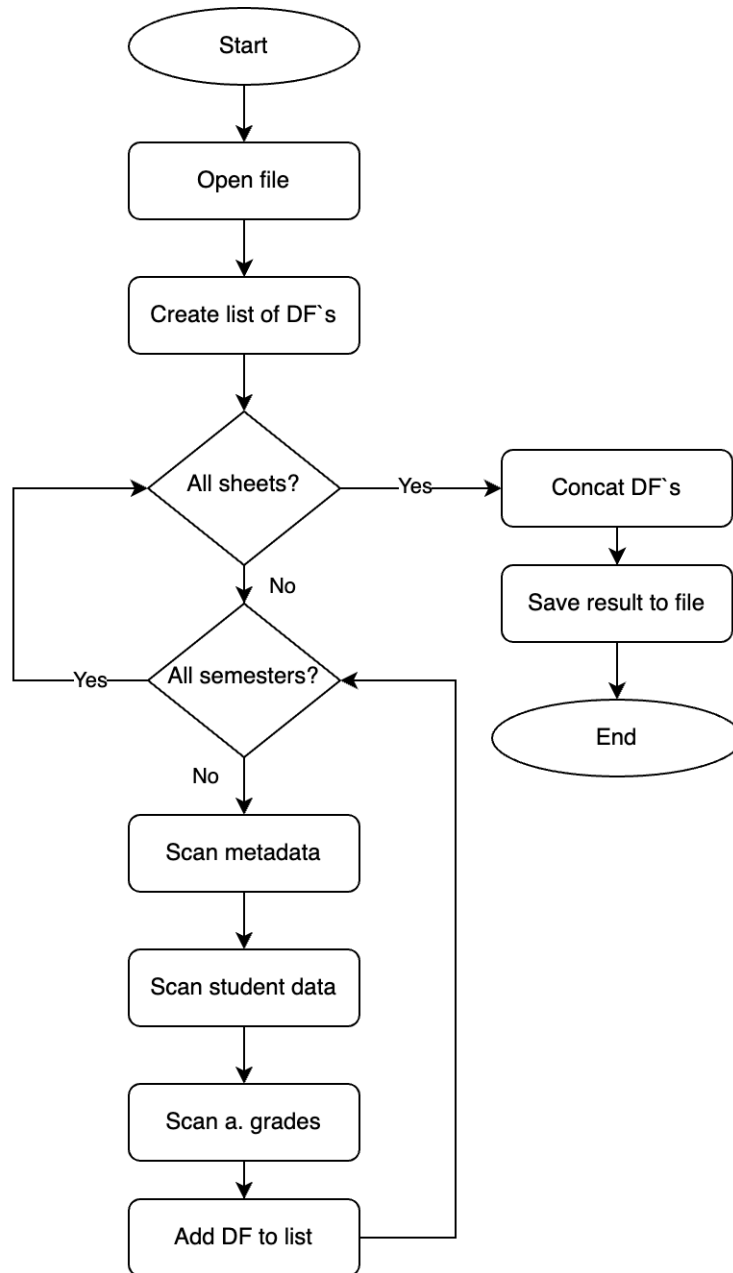 Start
Open file
Create list of DF`s
All sheets?
Yes
Concat DF`s
No
Save result to file
All semesters?
Yes
End
No
Scan metadata
Scan student data
Scan a. grades
Add DF to list